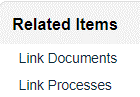 Related Items
Link Documents
Link Processes